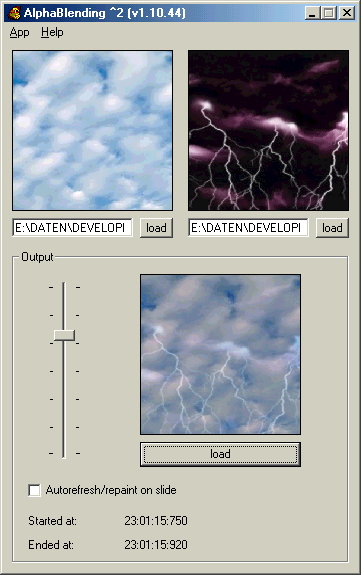 AlphaBlending ^2 (v1.10.44)
App Help
E:\DATEN\DEVELOPI load E:\DATEN\DEVELOPI load
Output
load
Autorefresh/repaint on slide
Started at: 23:01:15:750
Ended at: 23:01:15:920